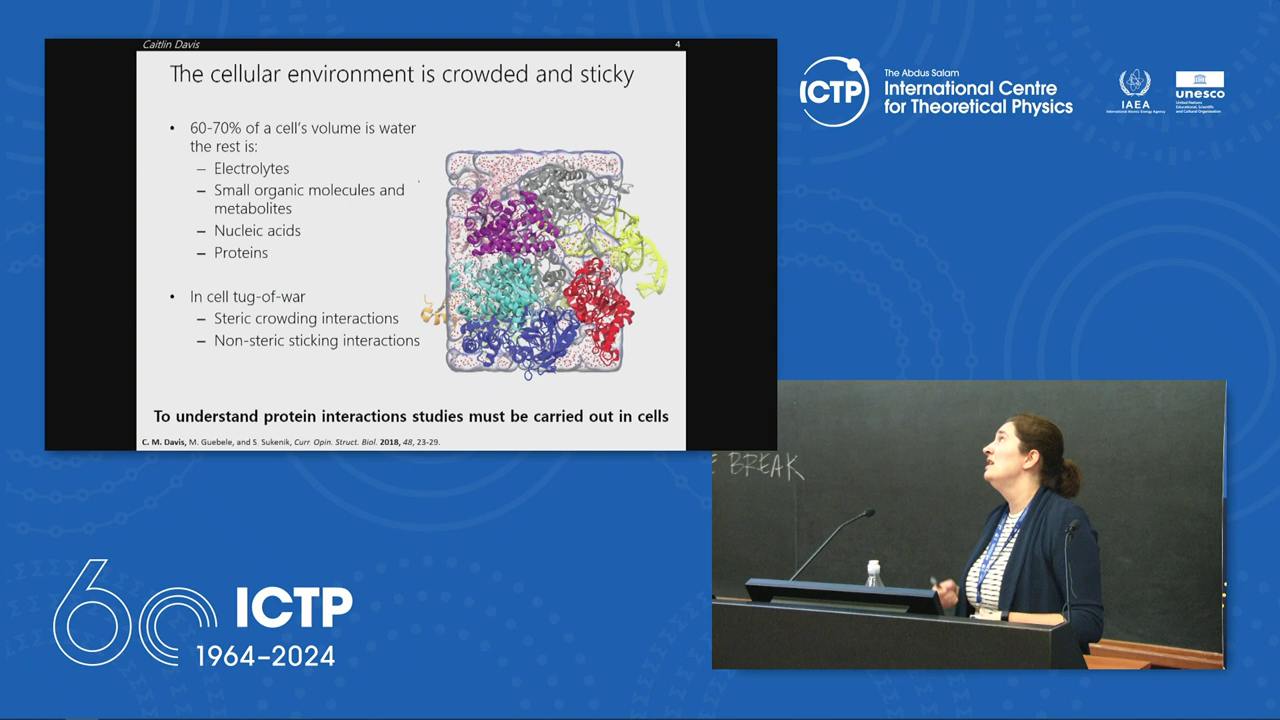 Caitlin Davis
4
The cellular environment is crowded and sticky
• 60-70% of a cell's volume is water
the rest is:
– Electrolytes
– Small organic molecules and
metabolites
– Nucleic acids
– Proteins
• In cell tug-of-war
– Steric crowding interactions
– Non-steric sticking interactions
To understand protein interactions studies must be carried out in cells
C. M. Davis, M. Guebele, and S. Sukenik, Curr. Opin. Struct. Biol. 2018, 48, 23-29.
ICTP
The Abdus Salam
International Centre
for Theoretical Physics
IAEA
International Atomic Energy Agency
unesco
United Nations
Educational, Scientific
and Cultural Organization
E BREAK
60 ICTP
1964–2024